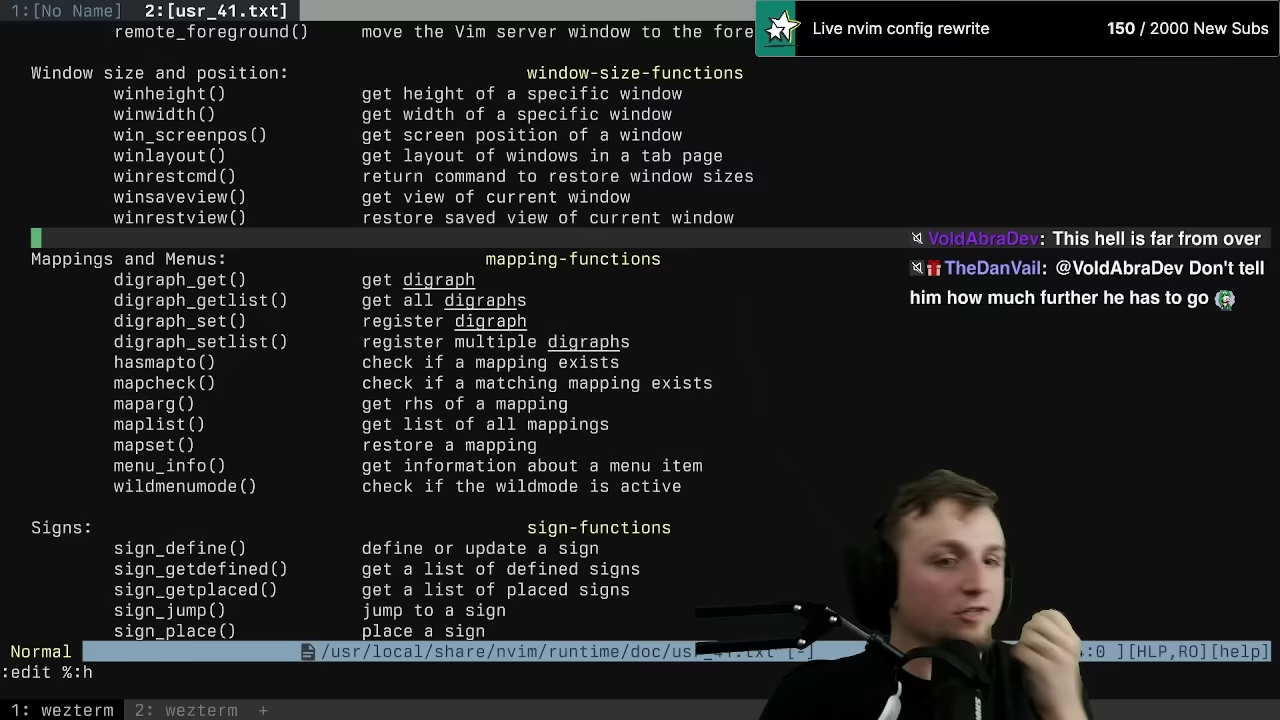 1:[No Name]  2:[usr_41.txt]
Live nvim config rewrite 150 / 2000 New Subs
remote_foreground() move the Vim server window to the fore
Window size and position: window-size-functions
winheight() get height of a specific window
winwidth() get width of a specific window
win_screenpos() get screen position of a window
winlayout() get layout of windows in a tab page
winrestcmd() return command to restore window sizes
winsaveview() get view of current window
winrestview() restore saved view of current window
VoldAbraDev: This hell is far from over
TheDanVail: @VoldAbraDev Don't tell
him how much further he has to go
Mappings and Menus: mapping-functions
digraph_get() get digraph
digraph_getlist() get all digraphs
digraph_set() register digraph
digraph_setlist() register multiple digraphs
hasmapto() check if a mapping exists
mapcheck() check if a matching mapping exists
maparg() get rhs of a mapping
maplist() get list of all mappings
mapset() restore a mapping
menu_info() get information about a menu item
wildmenumode() check if the wildmode is active
Signs: sign-functions
sign_define() define or update a sign
sign_getdefined() get a list of defined signs
sign_getplaced() get a list of placed signs
sign_jump() jump to a sign
sign_place() place a sign
Normal /usr/local/share/nvim/runtime/doc/usr_41.txt [-] :0 ][HLP,RO][help]
:edit %:h
1: wezterm 2: wezterm +